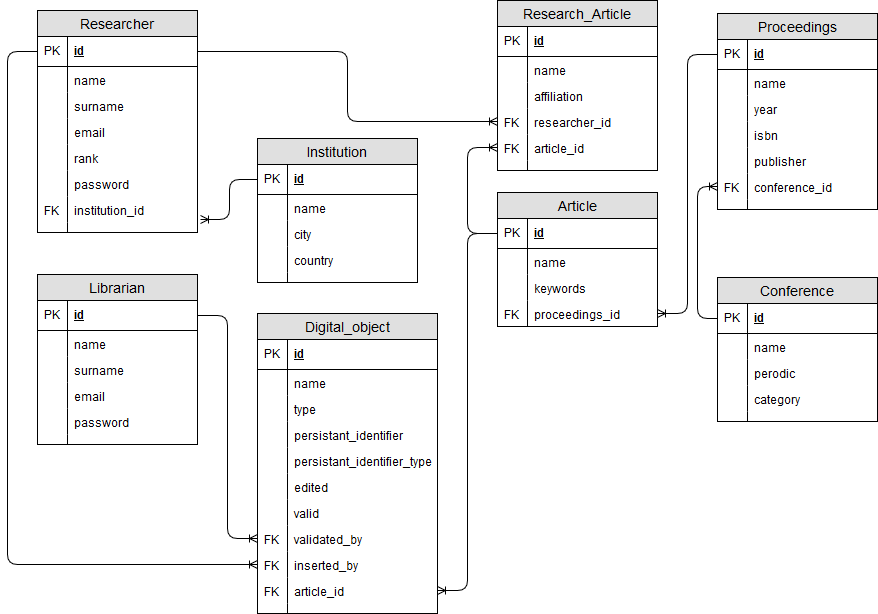 Researcher
PK id
name
surname
email
rank
password
FK institution_id
Institution
PK id
name
city
country
Librarian
PK id
name
surname
email
password
Digital_object
PK id
name
type
persistant_identifier
persistant_identifier_type
edited
valid
FK validated_by
FK inserted_by
FK article_id
Research_Article
PK id
name
affiliation
FK researcher_id
FK article_id
Article
PK id
name
keywords
FK proceedings_id
Proceedings
PK id
name
year
isbn
publisher
FK conference_id
Conference
PK id
name
perodic
category